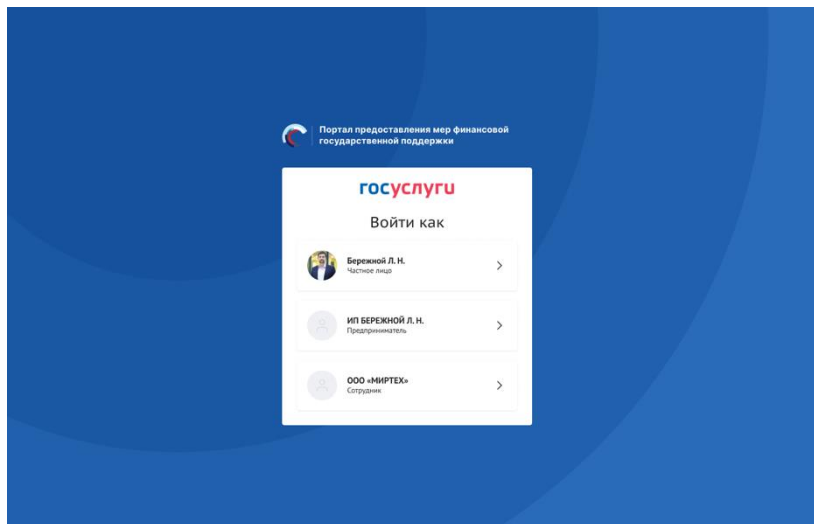 Портал предоставления мер финансовой
государственной поддержки
госуслуги
Войти как
Бережной Л. Н.
Частное лицо
ИП БЕРЕЖНОЙ Л. Н.
Предприниматель
ООО «МИРТЕХ»
Сотрудник